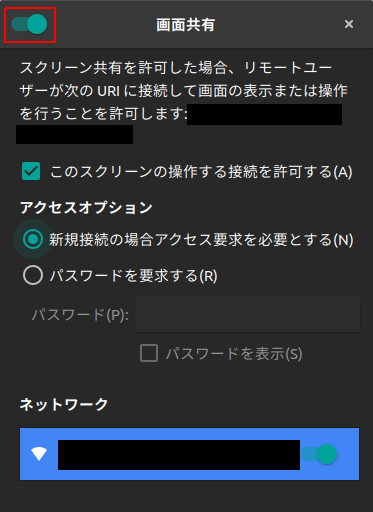 画面共有
スクリーン共有を許可した場合、リモートユー
ザーが次の URI に接続して画面の表示または操作
を行うことを許可します:
このスクリーンの操作する接続を許可する(A)
アクセスオプション
新規接続の場合アクセス要求を必要とする(N)
パスワードを要求する(R)
パスワード(P):
パスワードを表示(S)
ネットワーク